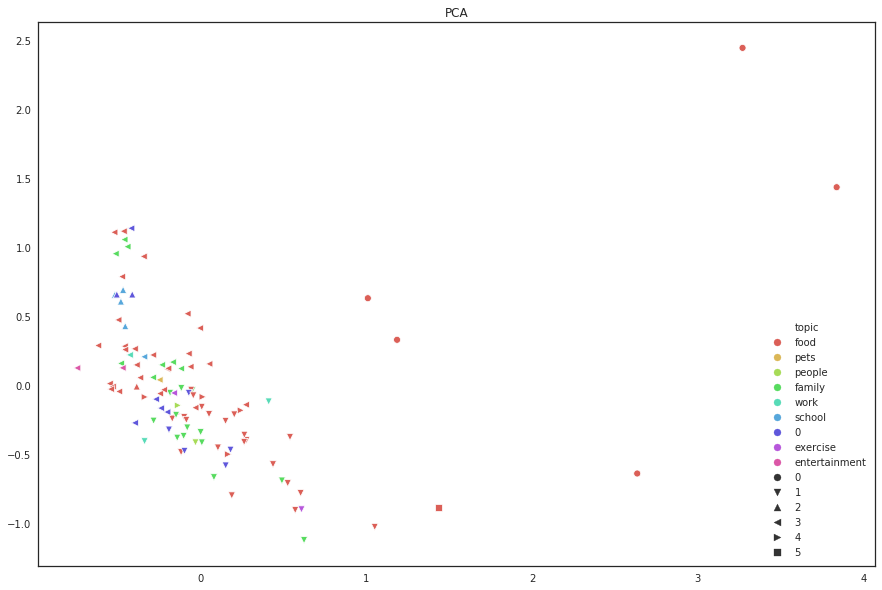 PCA
2.5
2.0
1.5
1.0
0.5
0.0
−0.5
−1.0
0 1 2 3 4
topic
food
pets
people
family
work
school
0
exercise
entertainment
0
1
2
3
4
5